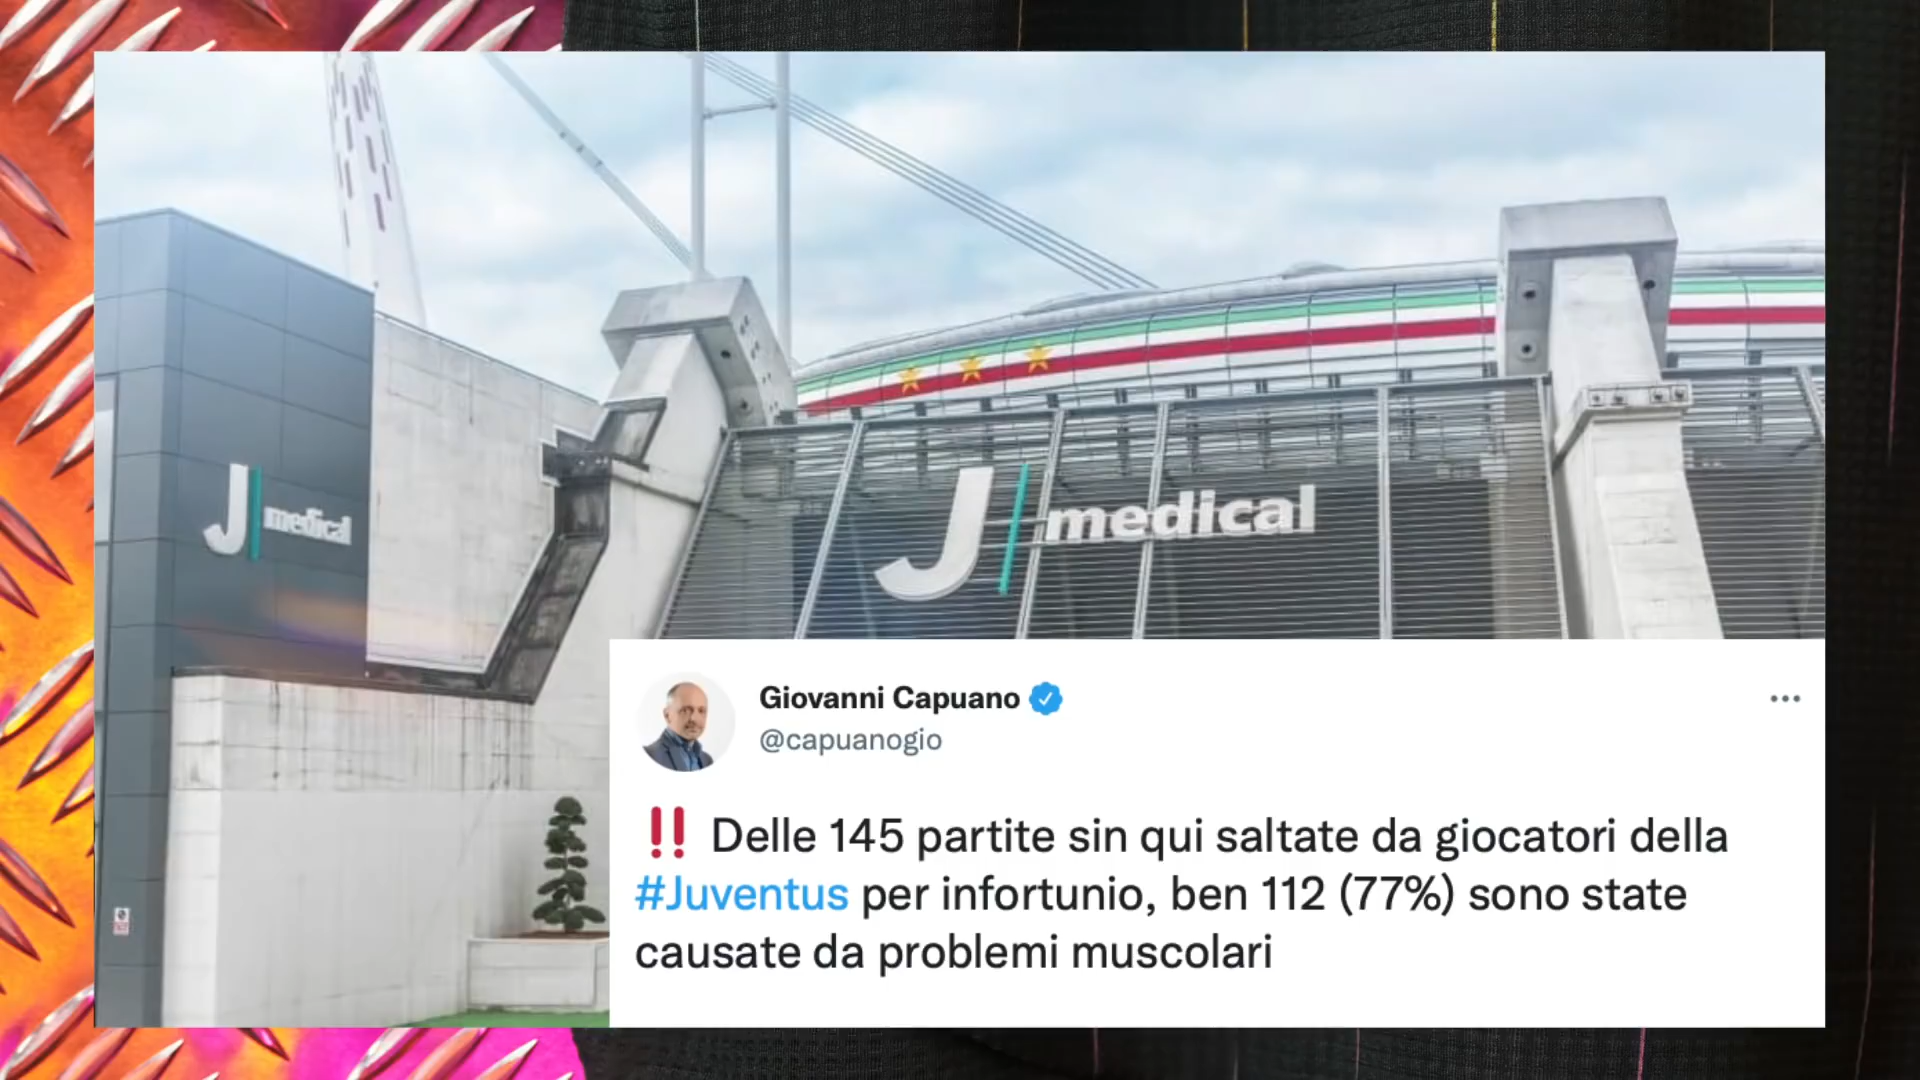 J medical
J medical
Giovanni Capuano
@capuanogio
‼ Delle 145 partite sin qui saltate da giocatori della
#Juventus per infortunio, ben 112 (77%) sono state
causate da problemi muscolari